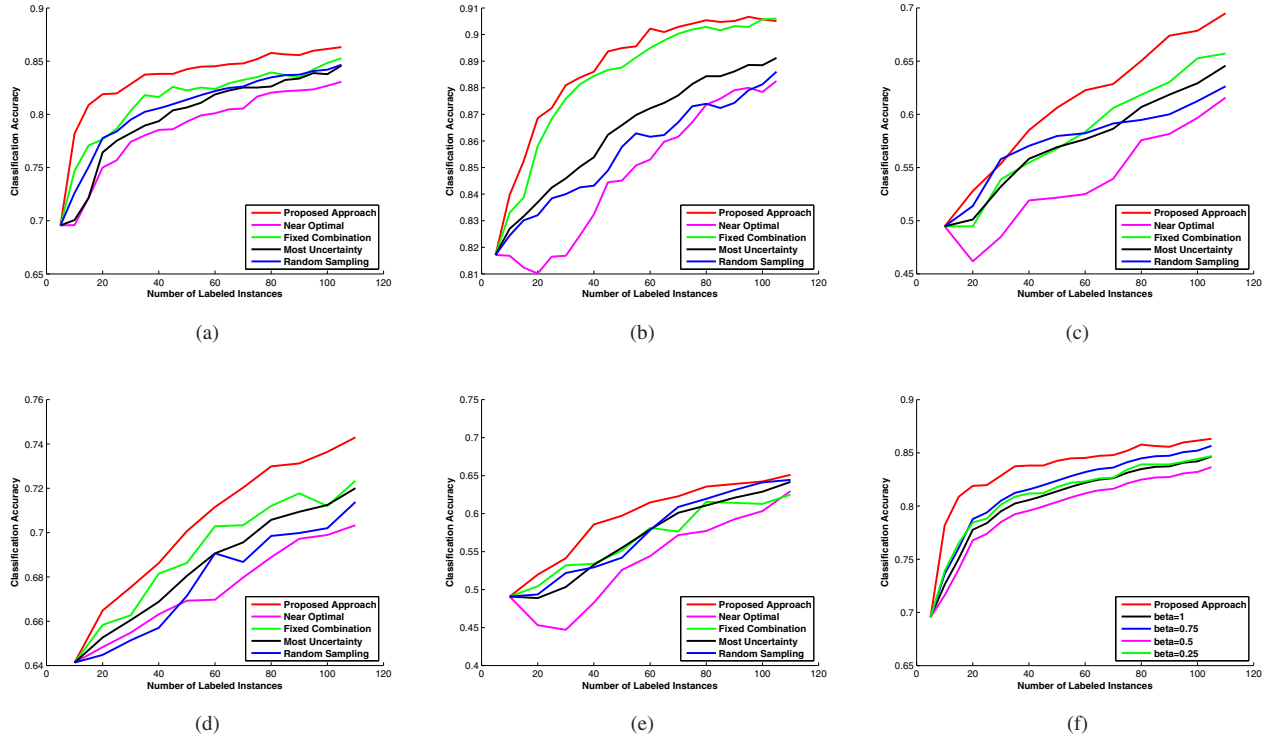 0.9
0.85
0.8
0.75
0.7
0.65
Classification Accuracy
0 20 40 60 80 100 120
Number of Labeled Instances
Proposed Approach
Near Optimal
Fixed Combination
Most Uncertainty
Random Sampling
(a)
0.91
0.9
0.89
0.88
0.87
0.86
0.85
0.84
0.83
0.82
0.81
Classification Accuracy
0 20 40 60 80 100 120
Number of Labeled Instances
Proposed Approach
Near Optimal
Fixed Combination
Most Uncertainty
Random Sampling
(b)
0.7
0.65
0.6
0.55
0.5
0.45
Classification Accuracy
0 20 40 60 80 100 120
Number of Labeled Instances
Proposed Approach
Near Optimal
Fixed Combination
Most Uncertainty
Random Sampling
(c)
0.76
0.74
0.72
0.7
0.68
0.66
0.64
Classification Accuracy
0 20 40 60 80 100 120
Number of Labeled Instances
Proposed Approach
Near Optimal
Fixed Combination
Most Uncertainty
Random Sampling
(d)
0.75
0.7
0.65
0.6
0.55
0.5
0.45
0.4
Classification Accuracy
0 20 40 60 80 100 120
Number of Labeled Instances
Proposed Approach
Near Optimal
Fixed Combination
Most Uncertainty
Random Sampling
(e)
0.9
0.85
0.8
0.75
0.7
0.65
Classification Accuracy
0 20 40 60 80 100 120
Number of Labeled Instances
Proposed Approach
beta=1
beta=0.75
beta=0.5
beta=0.25
(f)